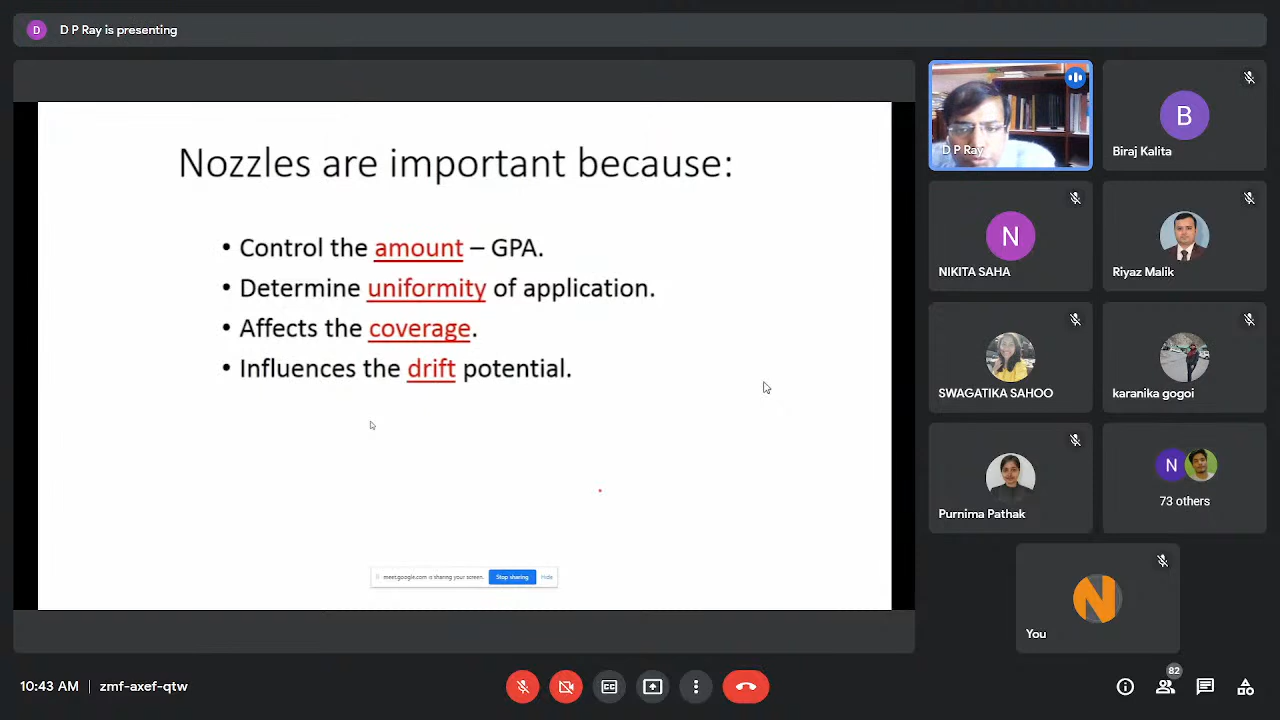 D
D P Ray is presenting
Nozzles are important because:
• Control the amount – GPA.
• Determine uniformity of application.
• Affects the coverage.
• Influences the drift potential.
meet.google.com is sharing your screen.
Stop sharing
Hide
D P Ray
B
Biraj Kalita
N
NIKITA SAHA
Riyaz Malik
SWAGATIKA SAHOO
karanika gogoi
Purnima Pathak
N
73 others
N
You
10:43 AM | zmf-axef-qtw
82